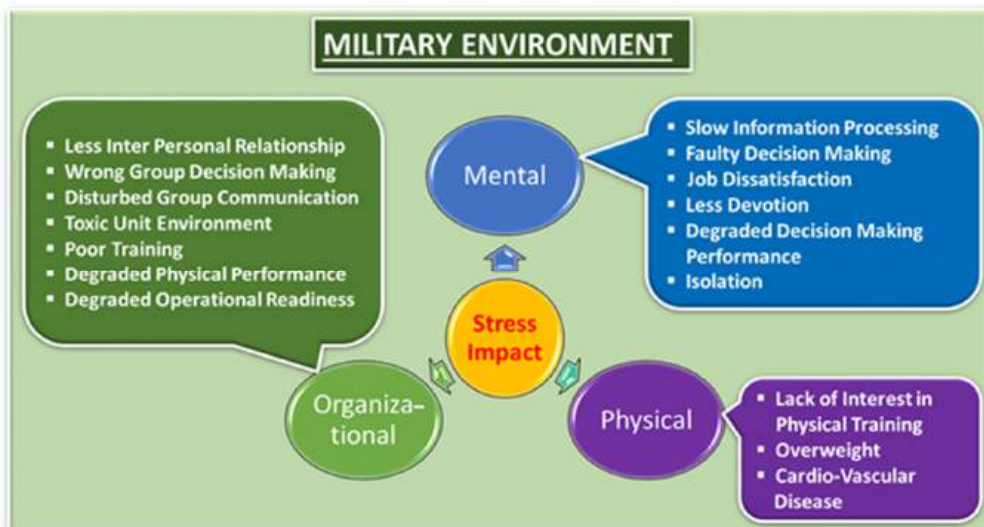 MILITARY ENVIRONMENT
Less Inter Personal Relationship
Wrong Group Decision Making
Disturbed Group Communication
Toxic Unit Environment
Poor Training
Degraded Physical Performance
Degraded Operational Readiness
Mental
Slow Information Processing
Faulty Decision Making
Job Dissatisfaction
Less Devotion
Degraded Decision Making
Performance
Isolation
Stress
Impact
Organiza-
tional
Physical
Lack of Interest in
Physical Training
Overweight
Cardio-Vascular
Disease